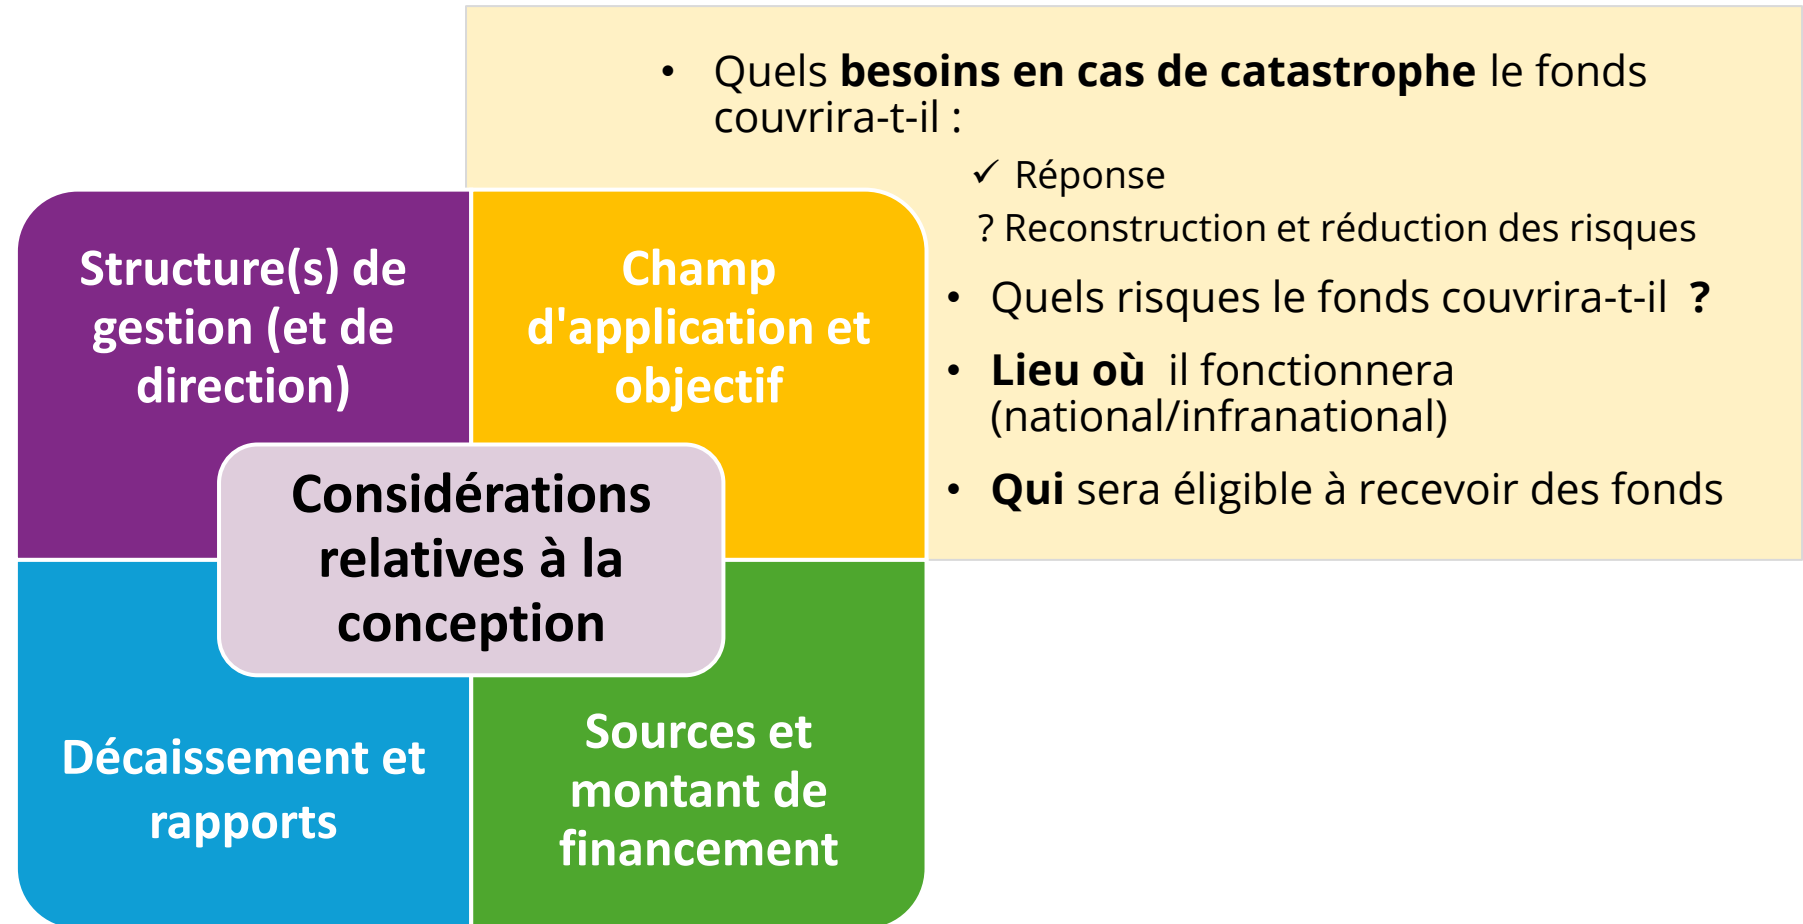 • Quels besoins en cas de catastrophe le fonds
couvrira-t-il :
✓ Réponse
? Reconstruction et réduction des risques
• Quels risques le fonds couvrira-t-il ?
• Lieu où il fonctionnera
(national/infranational)
• Qui sera éligible à recevoir des fonds
Structure(s) de
gestion (et de
direction)
Champ
d'application et
objectif
Considérations
relatives à la
conception
Décaissement et
rapports
Sources et
montant de
financement